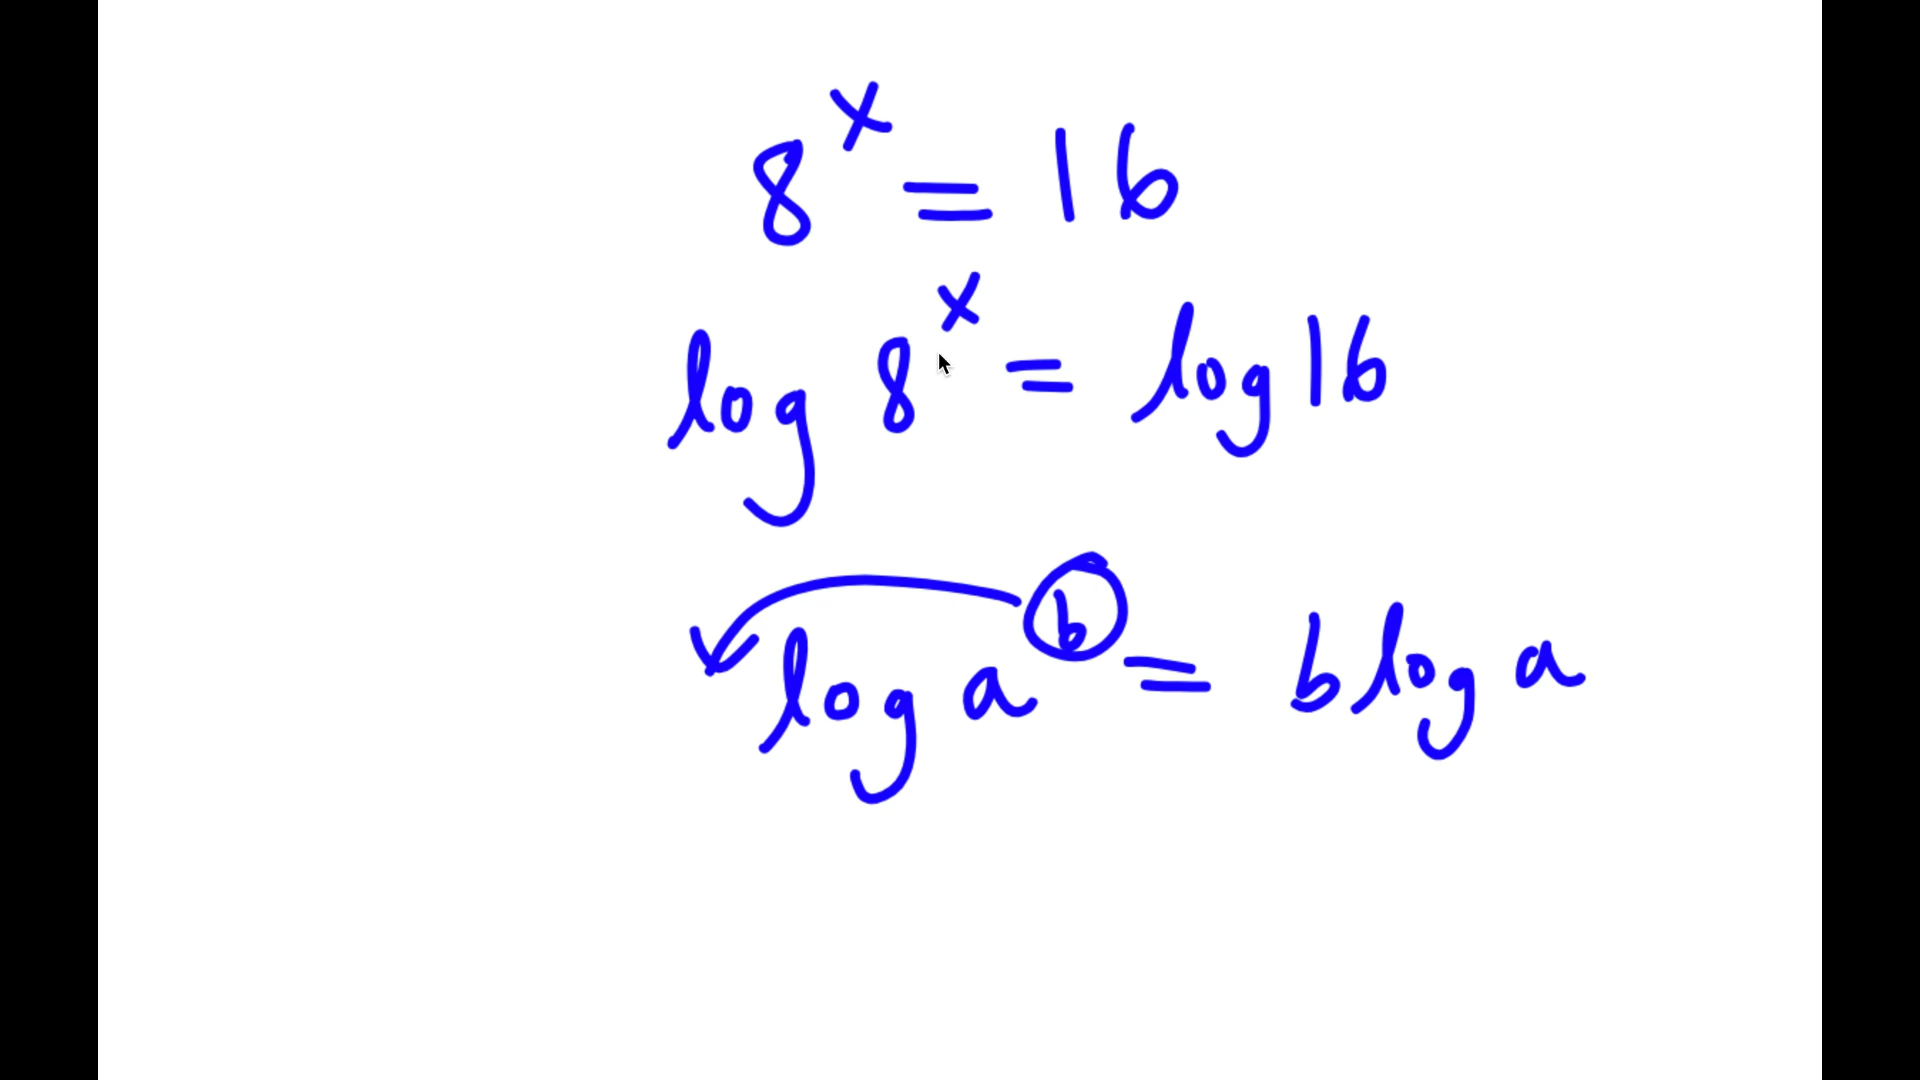 8^x = 16
log 8^x = log 16
log a^b = b log a